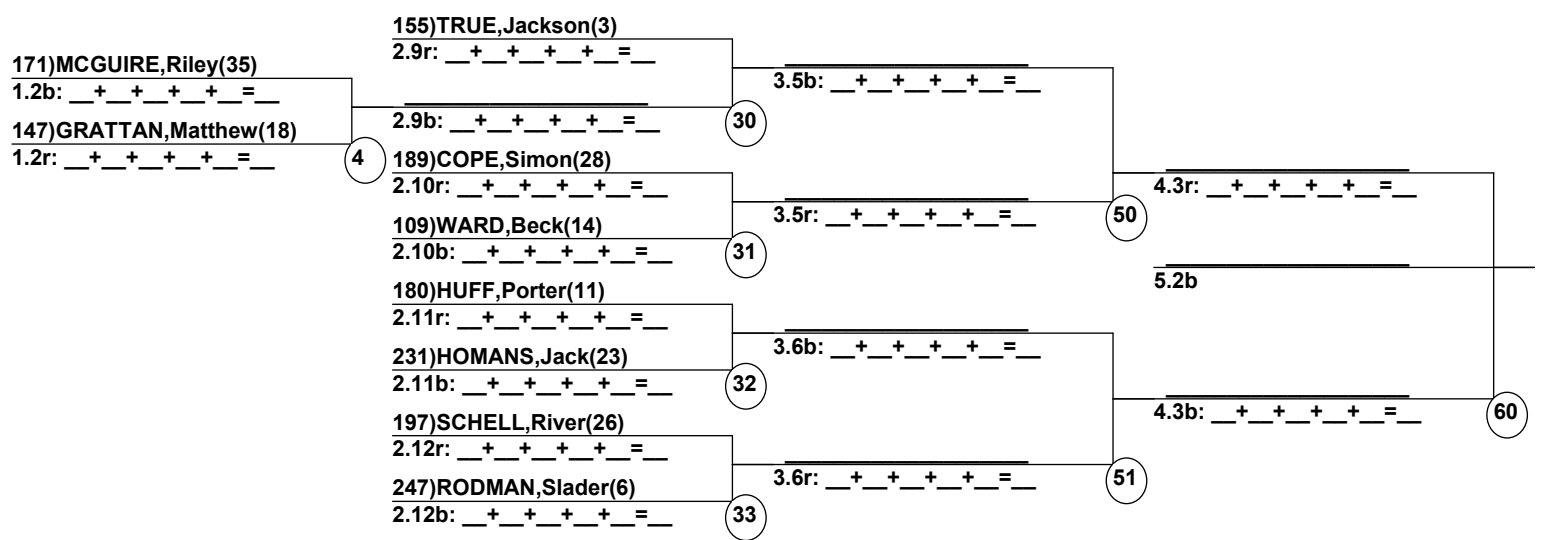 171)MCGUIRE,Riley(35)
1.2b: __+__+__+__+__=__
147)GRATTAN,Matthew(18)
1.2r: __+__+__+__+__=__
4
155)TRUE,Jackson(3)
2.9r: __+__+__+__+__=__
2.9b: __+__+__+__+__=__
30
189)COPE,Simon(28)
2.10r: __+__+__+__+__=__
109)WARD,Beck(14)
2.10b: __+__+__+__+__=__
31
180)HUFF,Porter(11)
2.11r: __+__+__+__+__=__
231)HOMANS,Jack(23)
2.11b: __+__+__+__+__=__
32
197)SCHELL,River(26)
2.12r: __+__+__+__+__=__
247)RODMAN,Slader(6)
2.12b: __+__+__+__+__=__
33
3.5b: __+__+__+__+__=__
3.5r: __+__+__+__+__=__
50
3.6b: __+__+__+__+__=__
3.6r: __+__+__+__+__=__
51
4.3r: __+__+__+__+__=__
5.2b
4.3b: __+__+__+__+__=__
60